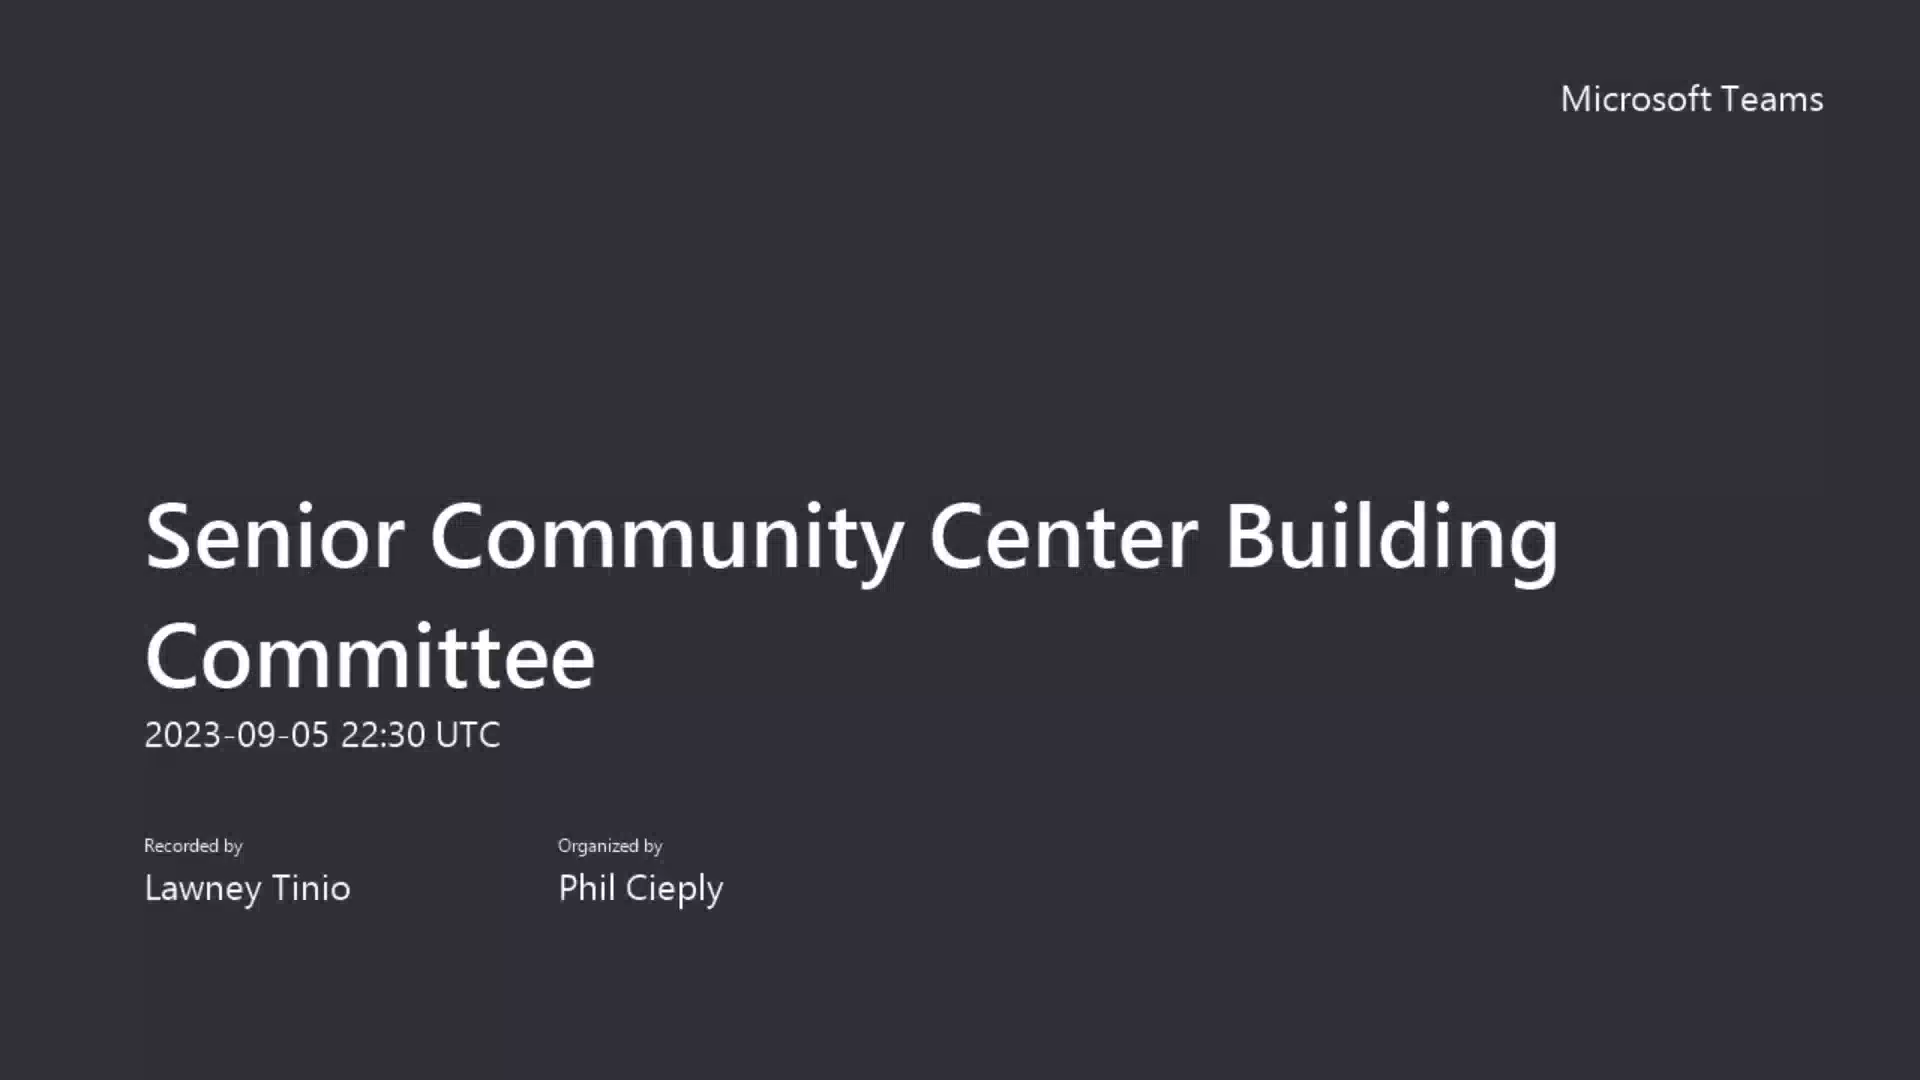 Microsoft Teams
Senior Community Center Building
Committee
2023-09-05 22:30 UTC
Recorded by
Organized by
Lawney Tinio
Phil Cieply